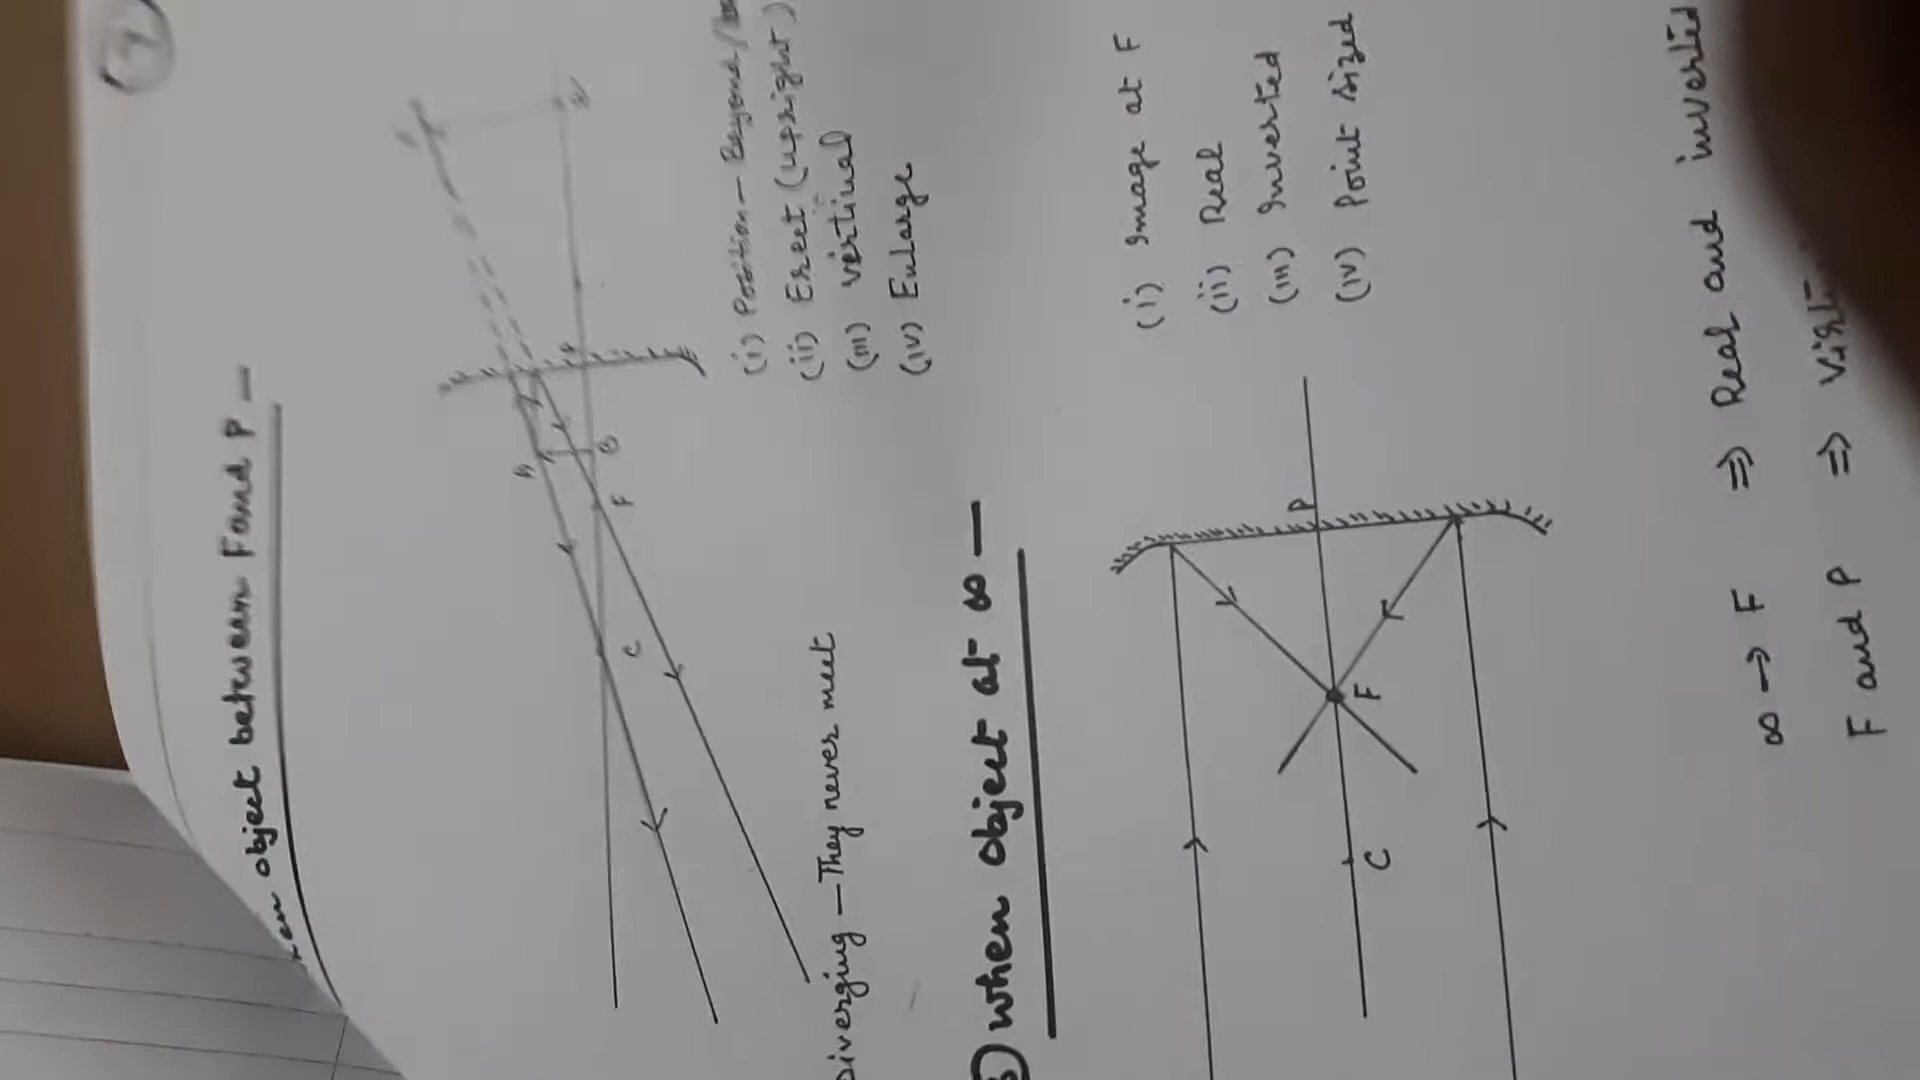 object between F and P —
A
B
F
C
P
(i) Position — Beyond
(ii) Erect (upright)
(iii) vertiual
(iv) Enlarge
Diverging — They never meet
) when object at ∞ —
P
F
C
(i) Image at F
(ii) Real
(iii) Inverted
(iv) Point sized
∞ → F ⇒ Real and inverted
F and P ⇒